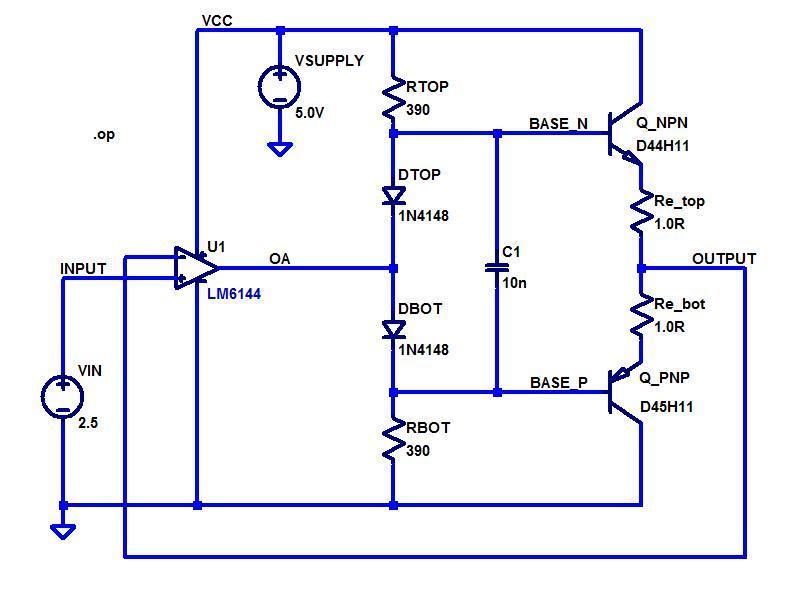 VCC
VSUPPLY
5.0V
RTOP
390
.op
BASE_N
Q_NPN
D44H11
DTOP
1N4148
Re_top
1.0R
U1
INPUT
OA
LM6144
C1
10n
OUTPUT
DBOT
1N4148
Re_bot
1.0R
VIN
2.5
BASE_P
Q_PNP
D45H11
RBOT
390